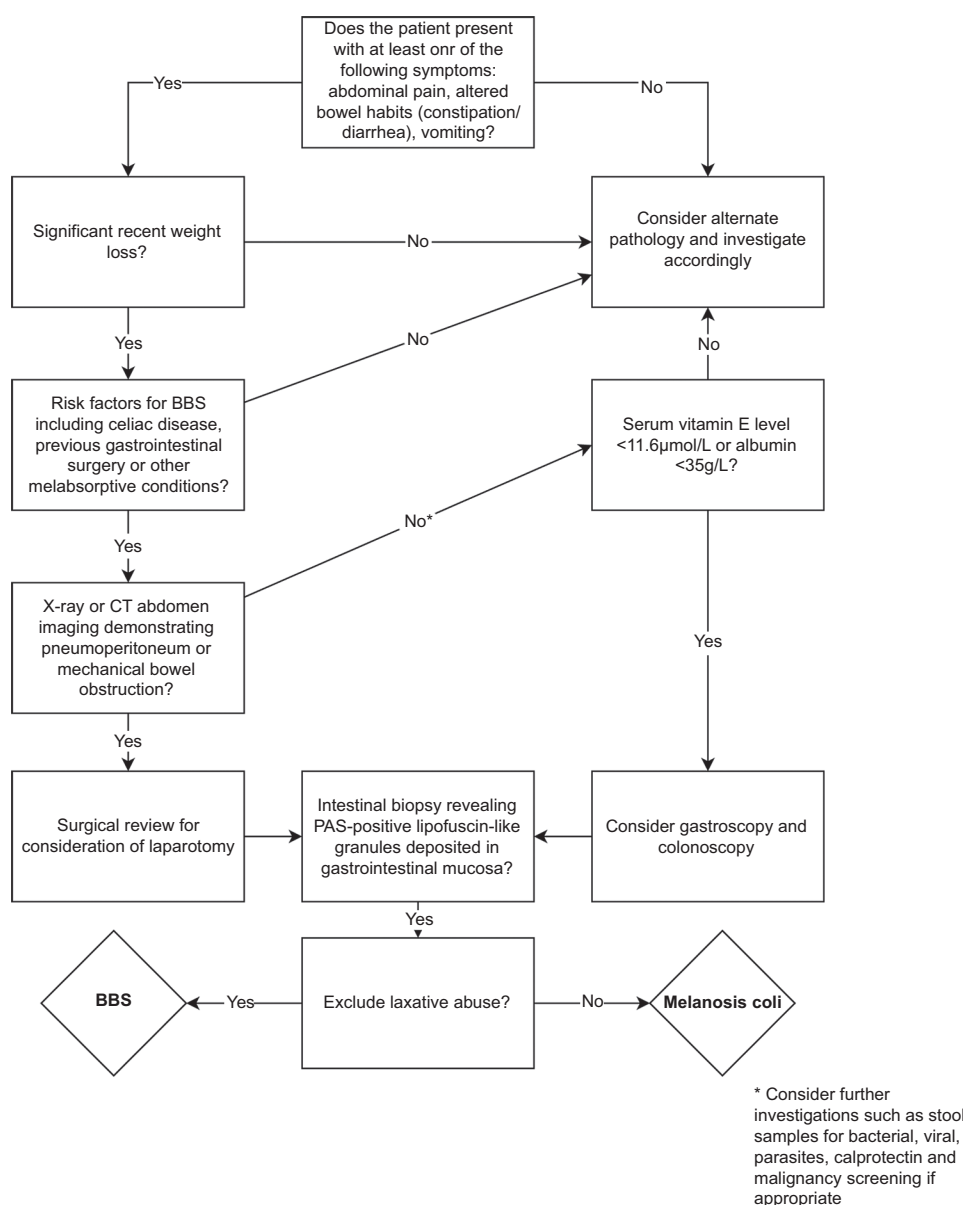 Does the patient present
with at least onr of the
following symptoms:
abdominal pain, altered
bowel habits (constipation/
diarrhea), vomiting?
Yes
No
Significant recent weight
loss?
No
Consider alternate
pathology and investigate
accordingly
Yes
No
No
Risk factors for BBS
including celiac disease,
previous gastrointestinal
surgery or other
melabsorptive conditions?
Serum vitamin E level
<11.6µmol/L or albumin
<35g/L?
Yes
No*
X-ray or CT abdomen
imaging demonstrating
pneumoperitoneum or
mechanical bowel
obstruction?
Yes
Yes
Surgical review for
consideration of laparotomy
Intestinal biopsy revealing
PAS-positive lipofuscin-like
granules deposited in
gastrointestinal mucosa?
Consider gastroscopy and
colonoscopy
Yes
BBS
Yes
Exclude laxative abuse?
No
Melanosis coli
* Consider further
investigations such as stool
samples for bacterial, viral,
parasites, calprotectin and
malignancy screening if
appropriate